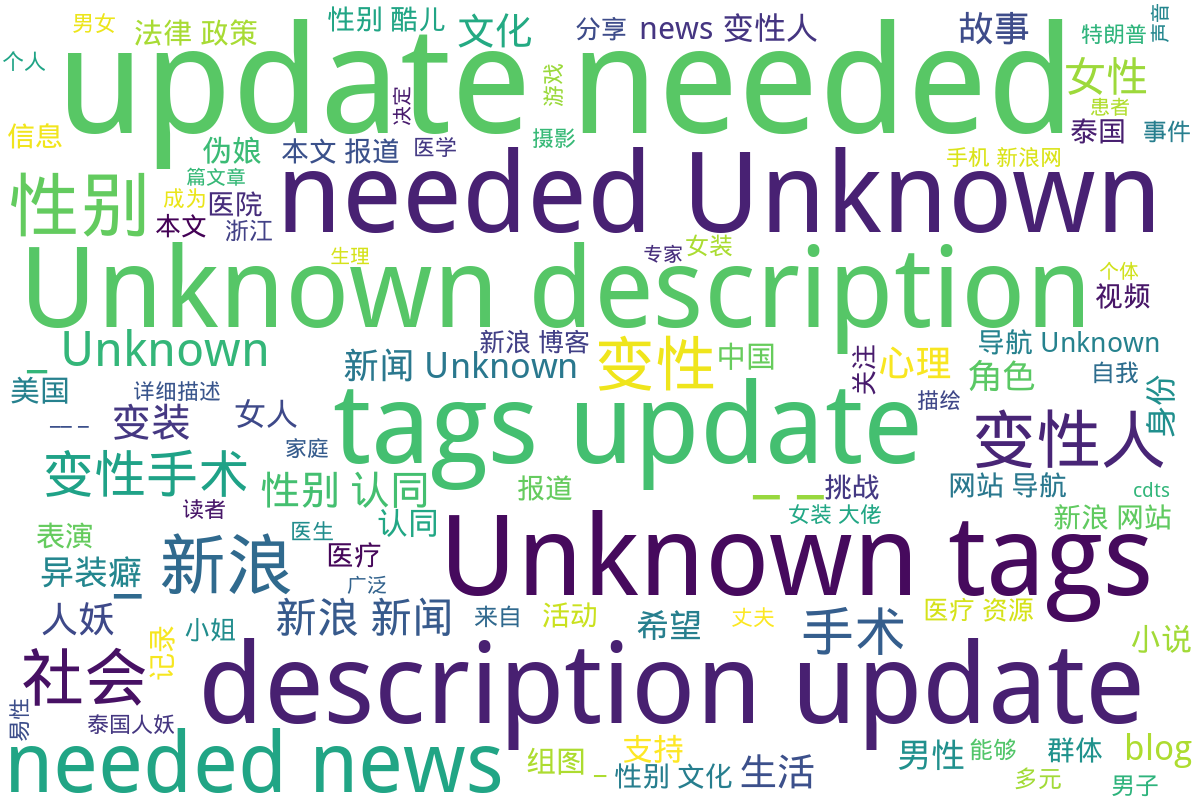 男女
法律 政策
性别 酷儿
文化
分享
news 变性人
故事
特朗普
声音
个人
update needed
决定
游戏
女性
患者
信息
伪娘
本文 报道
医学
摄影
泰国
事件
手机 新浪网
性别
篇文章
成为
医院
本文
浙江
needed Unknown
Unknown description
生理
专家
女装
个体
视频
_ Unknown
新闻 Unknown
新浪 博客
变性
中国
关注
心理
导航 Unknown
角色
自我
身份
美国
详细描述
__ _
变装
女人
家庭
tags update
描绘
变性人
变性手术
性别 认同
报道
_ _
挑战
网站 导航
cdts
读者
医生
认同
女装 大佬
新浪 网站
表演
异装癖
_
新浪
医疗
广泛
Unknown tags
人妖
小姐
新浪 新闻
来自
活动
希望
丈夫
手术
医疗 资源
小说
社会
记录
description update
易性
泰国人妖
needed news
组图
_
支持
性别 文化
生活
男性
能够
群体
blog
多元
男子